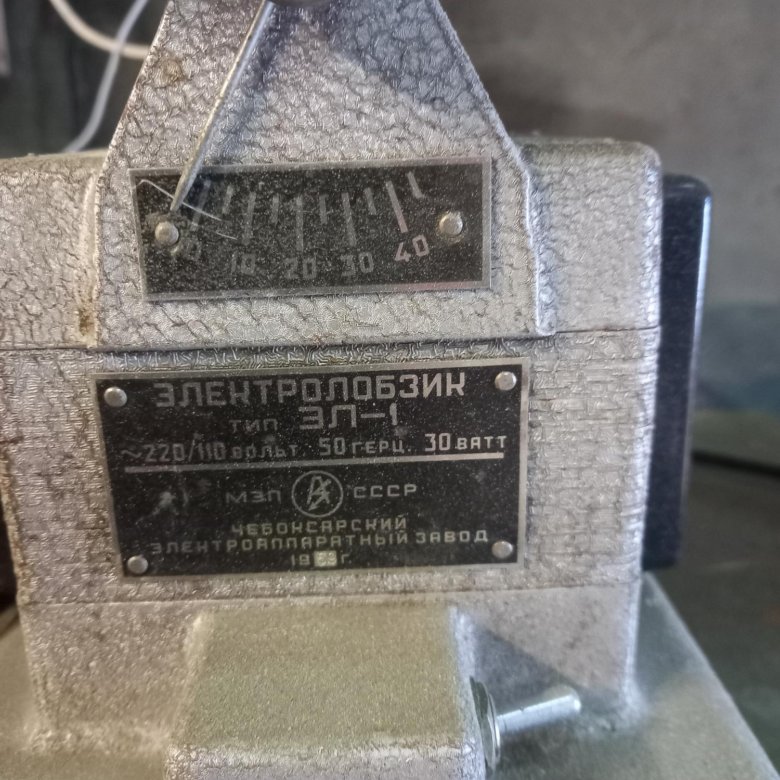 0 10 20 30 40
ЭЛЕКТРОЛОБЗИК
ТИП ЭЛ-1
~220/110 ВОЛЬТ. 50 ГЕРЦ. 30 ВАТТ
МЭП СССР
ЧЕБОКСАРСКИЙ
ЭЛЕКТРОАППАРАТНЫЙ ЗАВОД